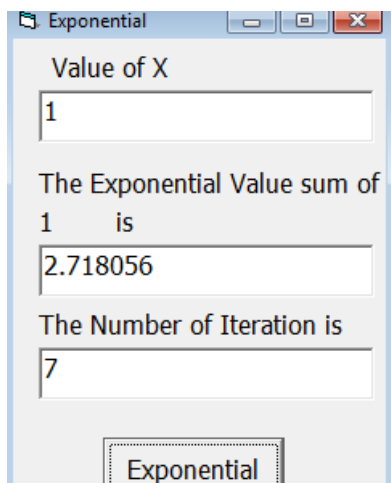 Exponential
Value of X
1
The Exponential Value sum of
1 is
2.718056
The Number of Iteration is
7
Exponential